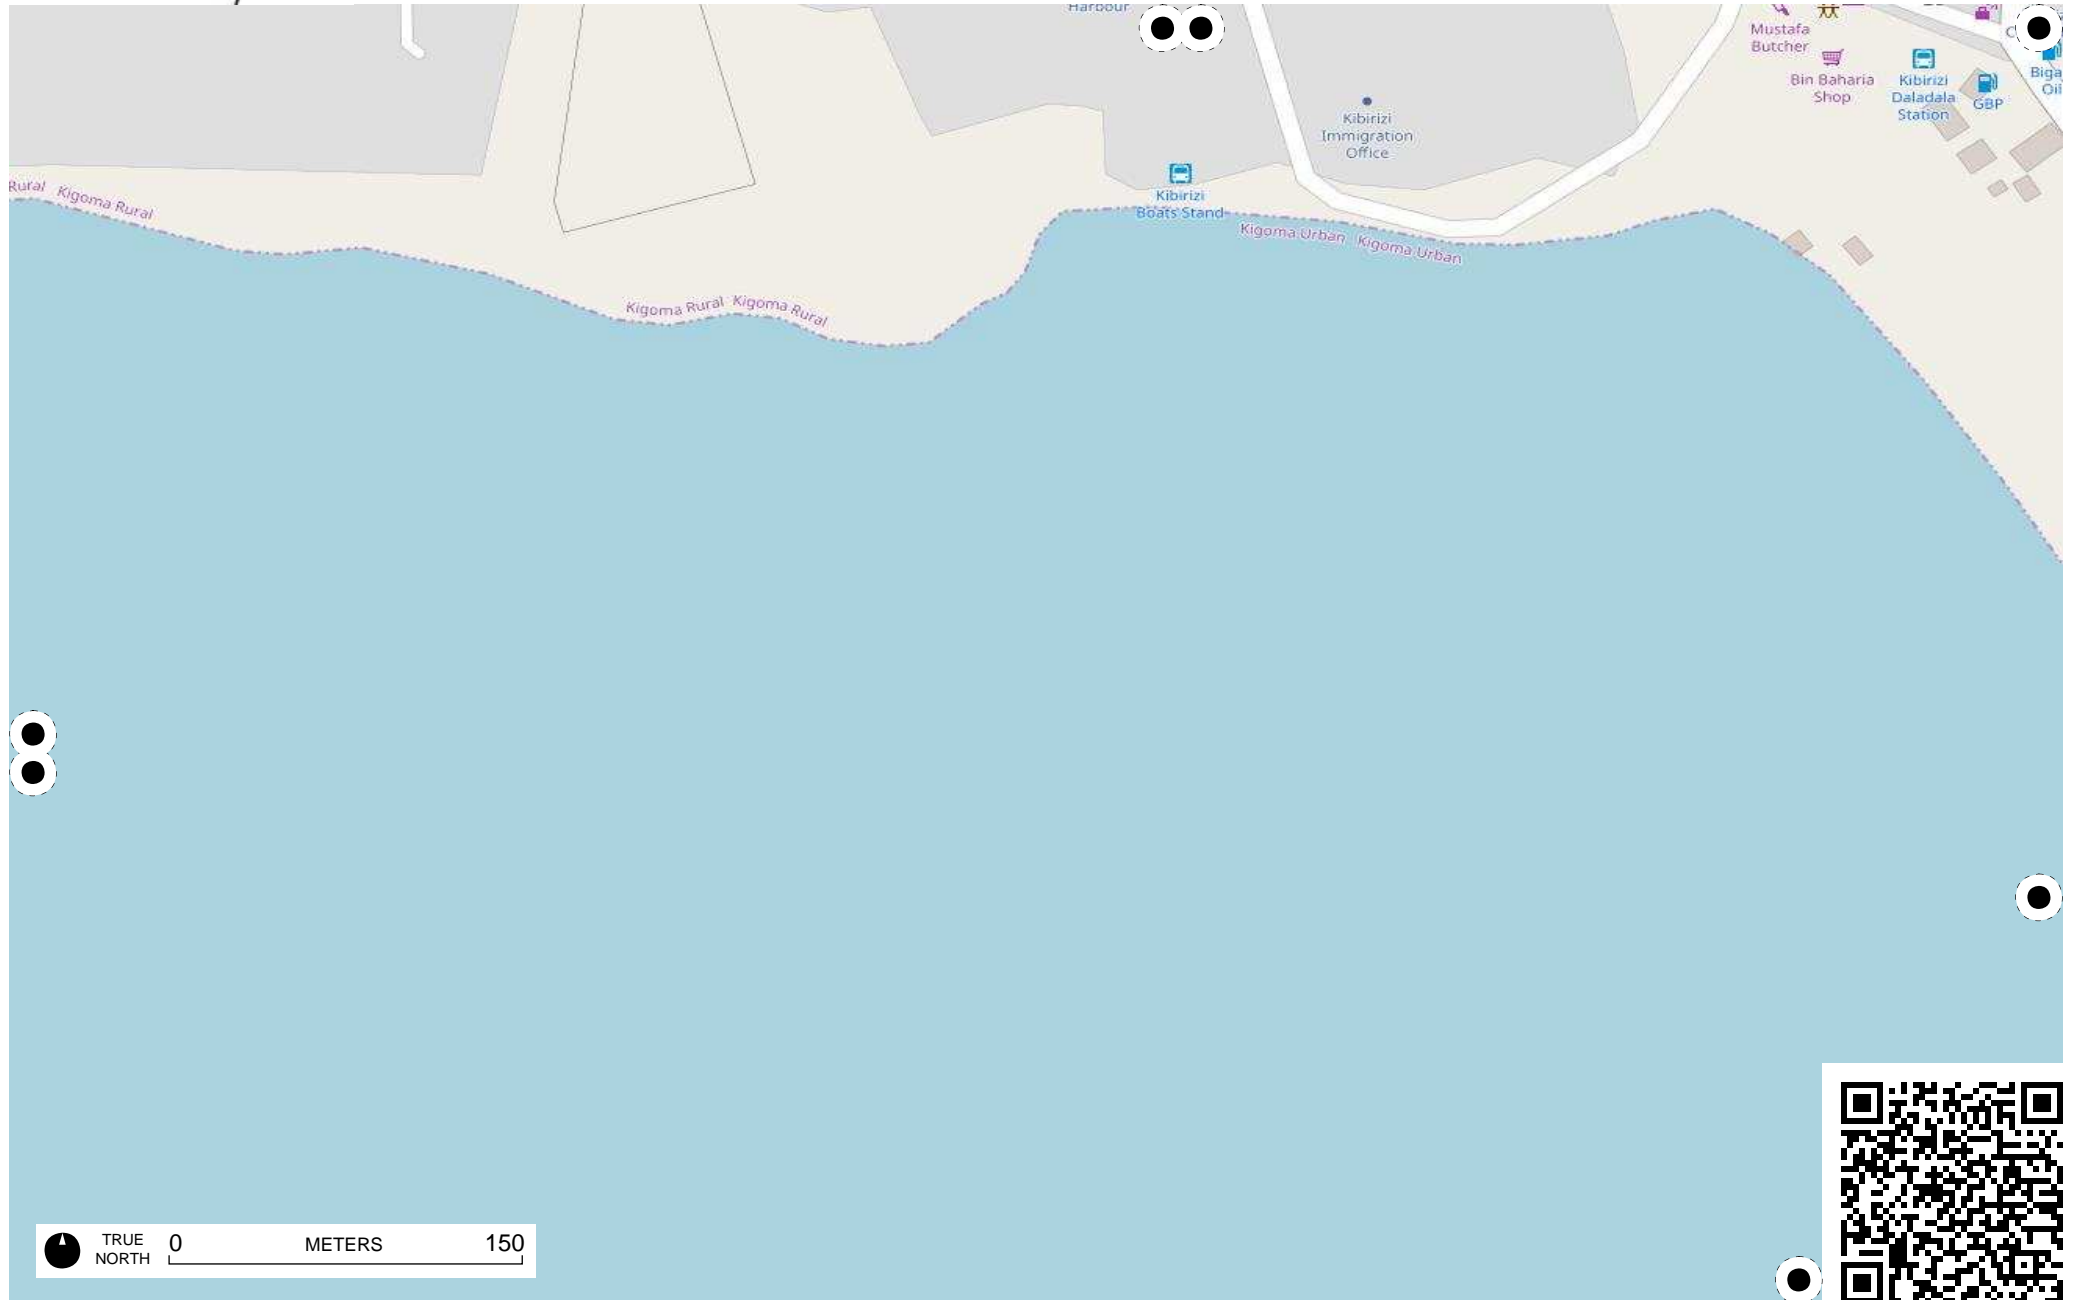 Harbour
Mustafa
Butcher
Bin Baharia
Shop
Kibirizi
Daladala
Station
GBP
Oil
Kibirizi
Immigration
Office
Kibirizi
Boats Stand
Rural Kigoma Rural
Kigoma Urban Kigoma Urban
Kigoma Rural Kigoma Rural
TRUE
NORTH
0 METERS 150